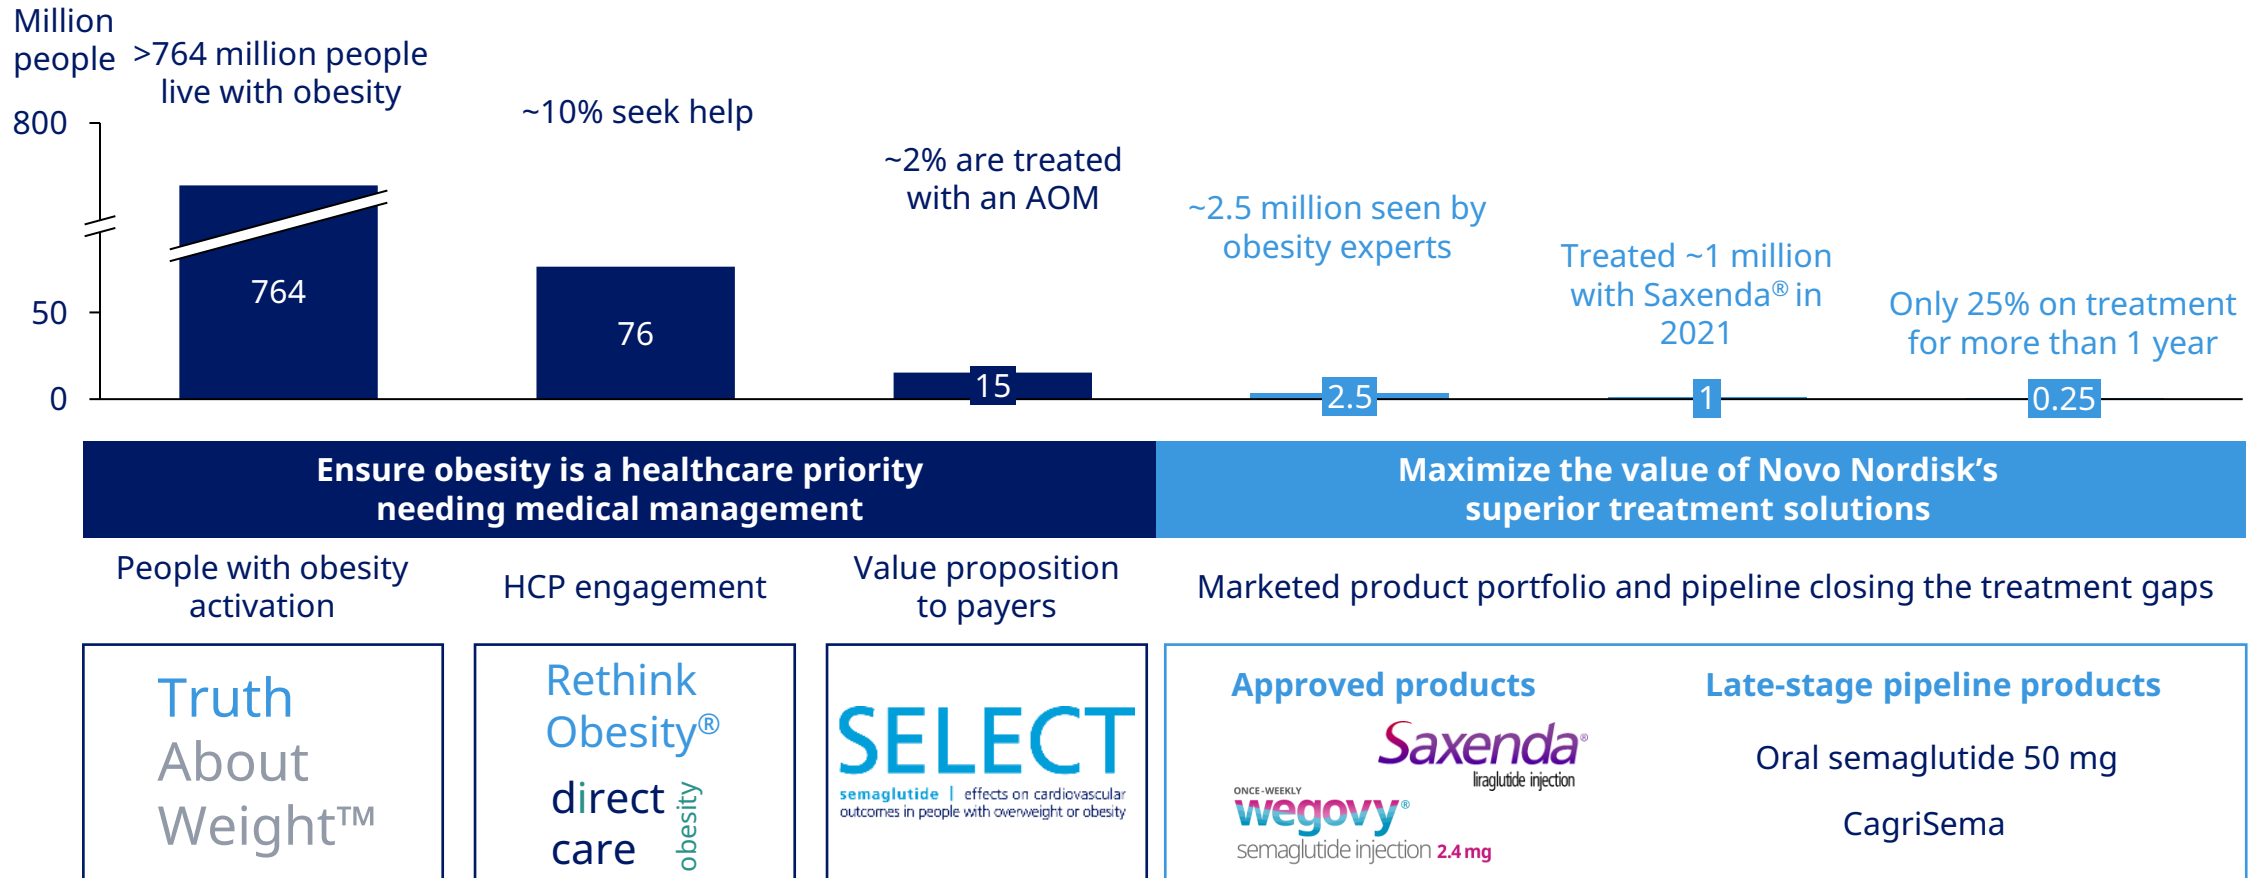 Million
people
>764 million people
live with obesity
~10% seek help
~2% are treated
with an AOM
~2.5 million seen by
obesity experts
Treated ~1 million
with Saxenda® in
2021
Only 25% on treatment
for more than 1 year
800
50
0
764
76
15
2.5
1
0.25
Ensure obesity is a healthcare priority
needing medical management
Maximize the value of Novo Nordisk’s
superior treatment solutions
People with obesity
activation
HCP engagement
Value proposition
to payers
Marketed product portfolio and pipeline closing the treatment gaps
Truth
About
Weight™
Rethink
Obesity®
direct
care
obesity
SELECT
semaglutide | effects on cardiovascular
outcomes in people with overweight or obesity
Approved products
Saxenda®
liraglutide injection
ONCE-WEEKLY
wegovy®
semaglutide injection 2.4 mg
Late-stage pipeline products
Oral semaglutide 50 mg
CagriSema